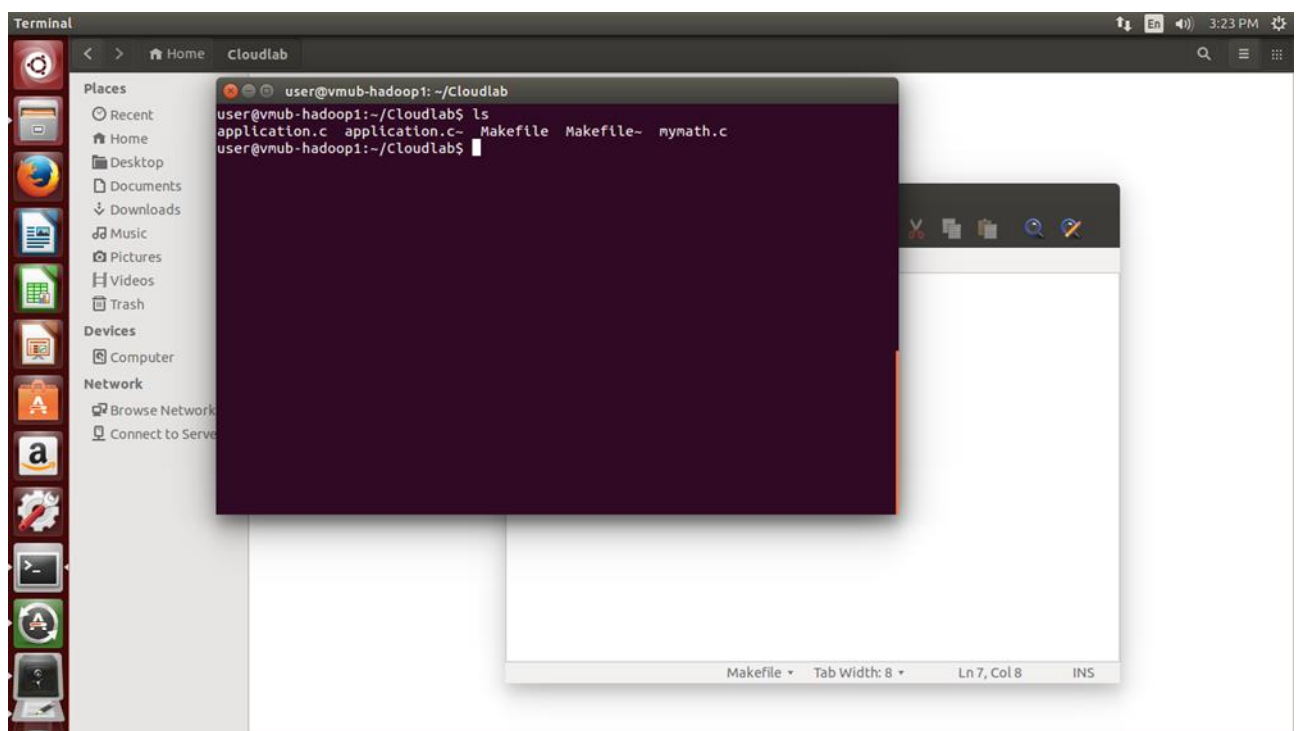 Terminal
En 3:23 PM
Home Cloudlab
Places
Recent
Home
Desktop
Documents
Downloads
Music
Pictures
Videos
Trash
Devices
Computer
Network
Browse Network
Connect to Serve
user@vmub-hadoop1: ~/Cloudlab
user@vmub-hadoop1:~/Cloudlab$ ls
application.c application.c~ Makefile Makefile~ mymath.c
user@vmub-hadoop1:~/Cloudlab$
Makefile Tab Width: 8 Ln 7, Col 8 INS